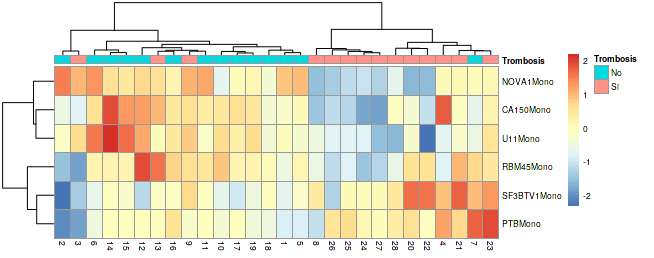 Trombosis
NOVA1Mono
CA150Mono
U11Mono
RBM45Mono
SF3BTV1Mono
PTBMono
2 3 6 14 15 12 13 16 9 11 10 17 19 18 1 5 8 26 25 24 27 28 20 22 4 21 7 23
2
1
0
-1
-2
Trombosis
No
SI